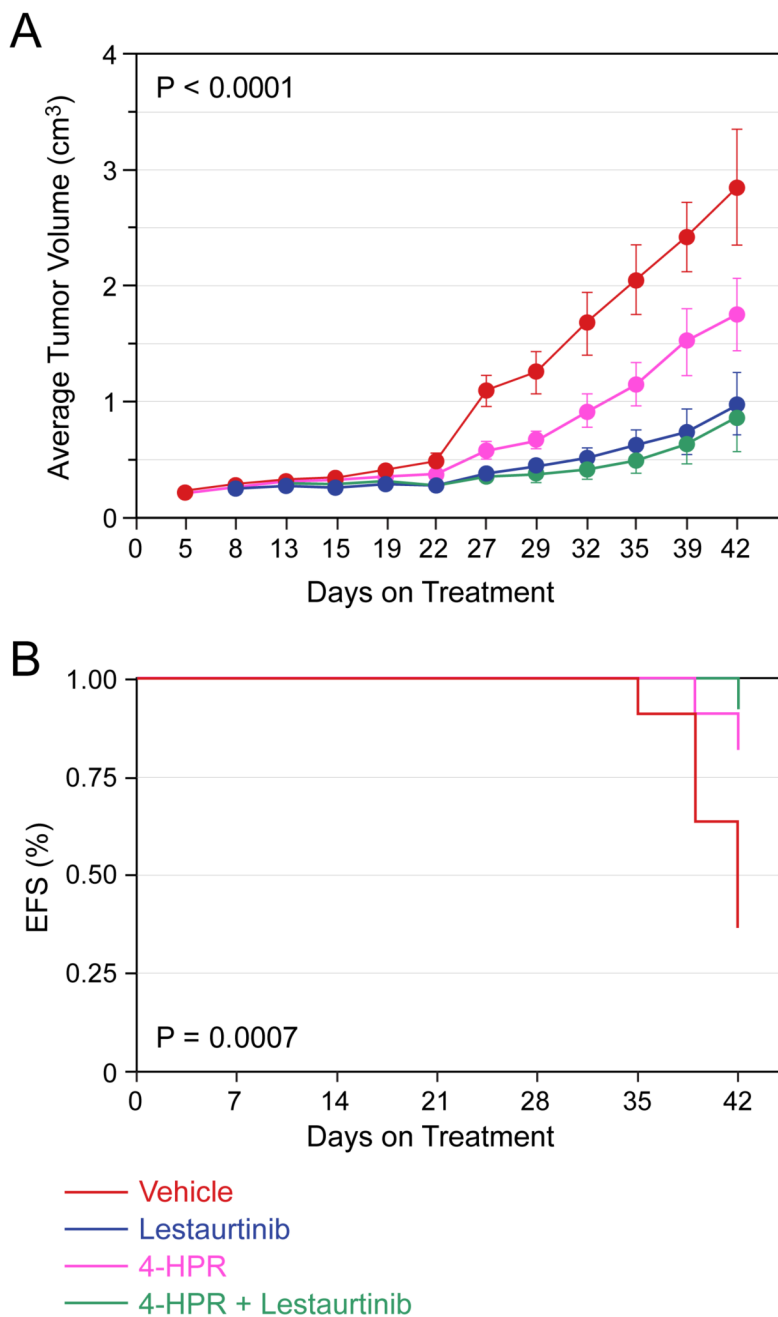 A
P < 0.0001
Average Tumor Volume (cm³)
4
3
2
1
0
0 5 8 13 15 19 22 27 29 32 35 39 42
Days on Treatment
B
1.00
0.75
0.50
0.25
0
EFS (%)
P = 0.0007
0 7 14 21 28 35 42
Days on Treatment
Vehicle
Lestaurtinib
4-HPR
4-HPR + Lestaurtinib